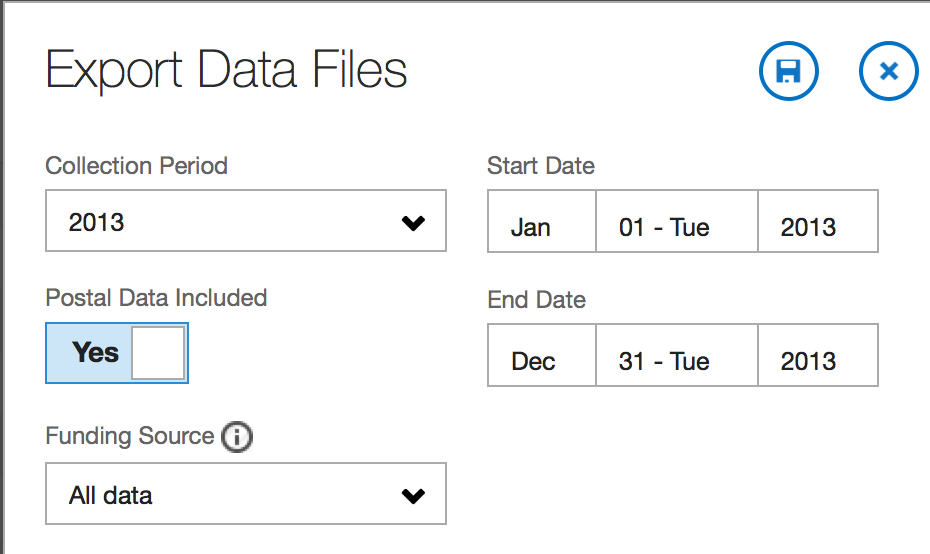 Export Data Files
Collection Period
2013
Start Date
Jan 01 - Tue 2013
Postal Data Included
Yes
End Date
Dec 31 - Tue 2013
Funding Source
All data